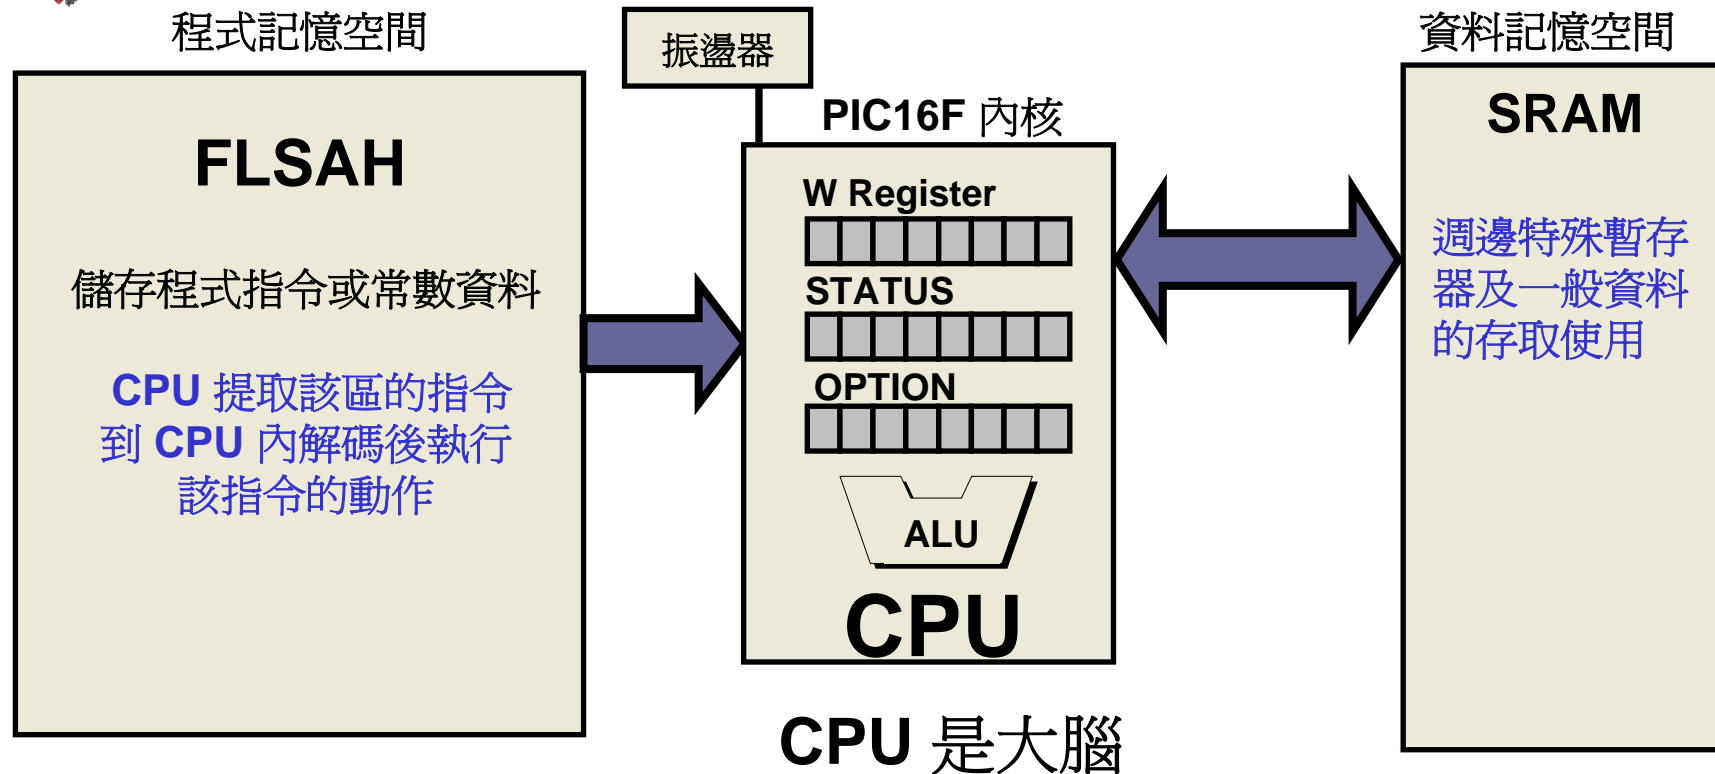 程式記憶空間
FLSAH
儲存程式指令或常數資料
CPU 提取該區的指令
到 CPU 內解碼後執行
該指令的動作
振盪器
PIC16F 內核
W Register
STATUS
OPTION
ALU
CPU
CPU 是大腦
資料記憶空間
SRAM
週邊特殊暫存
器及一般資料
的存取使用